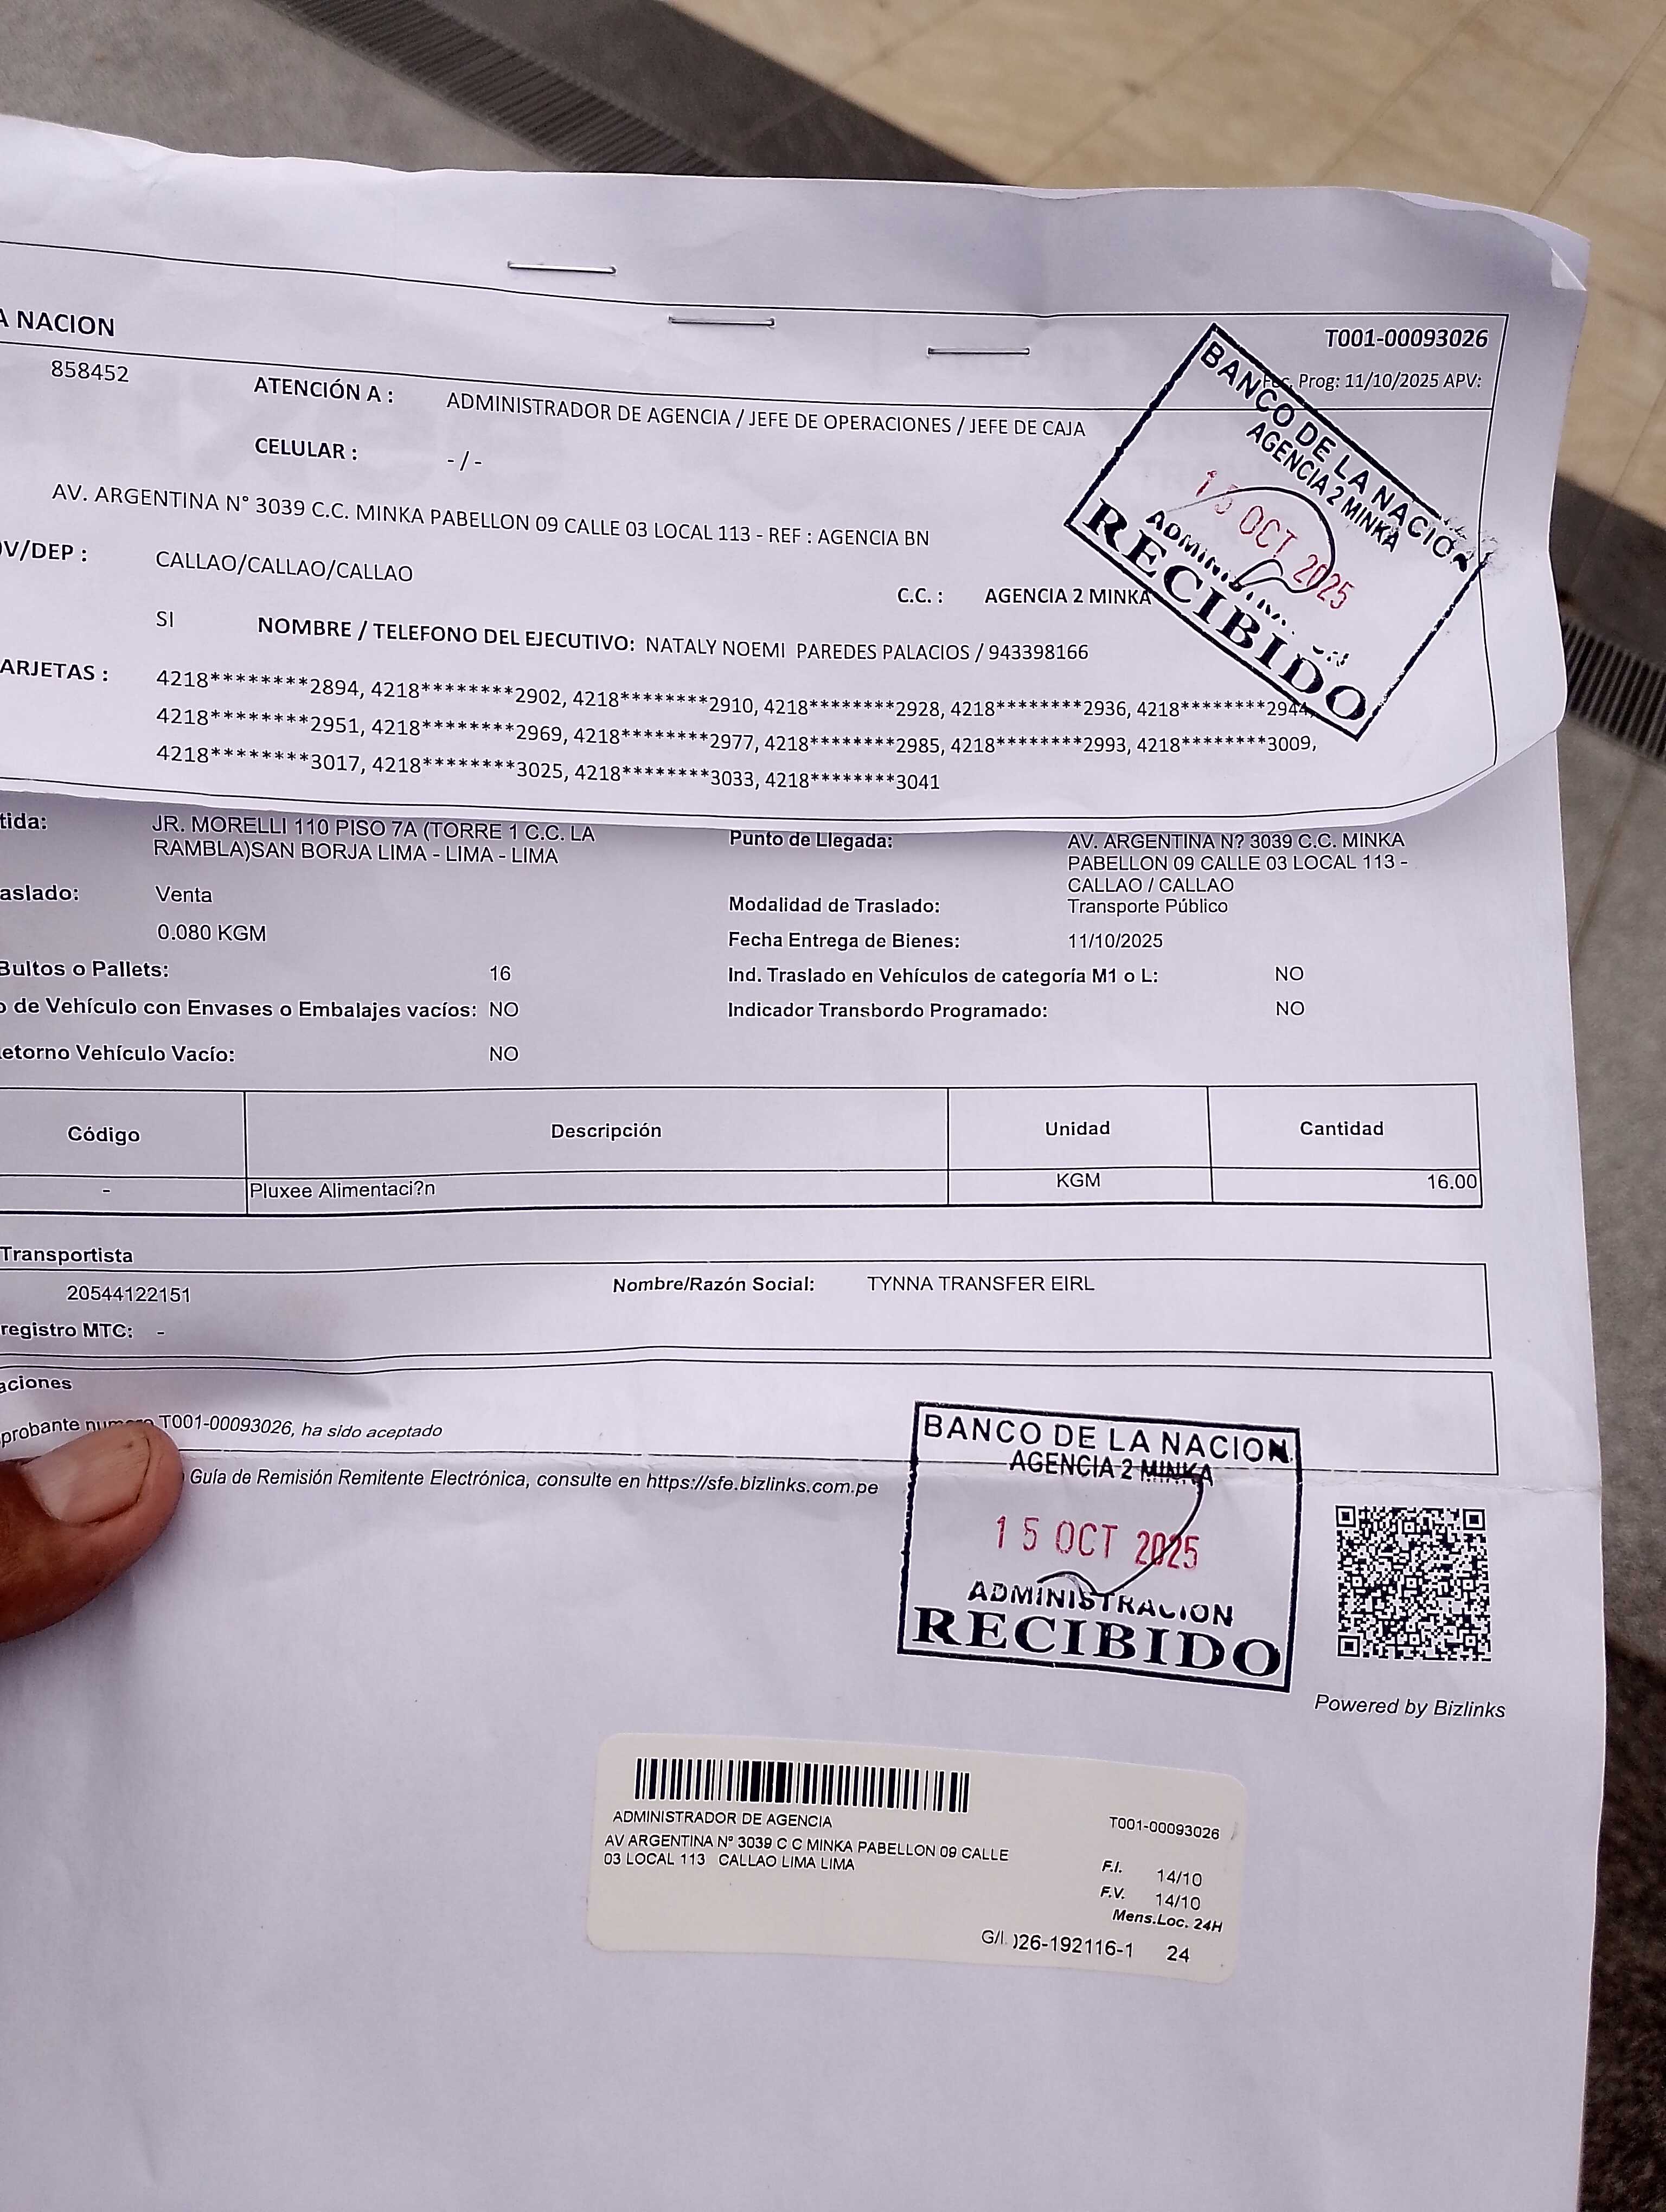 A NACION
T001-00093026
858452
Prog: 11/10/2025 APV:
ATENCIÓN A : ADMINISTRADOR DE AGENCIA / JEFE DE OPERACIONES / JEFE DE CAJA
CELULAR : - / -
AV. ARGENTINA N° 3039 C.C. MINKA PABELLON 09 CALLE 03 LOCAL 113 - REF : AGENCIA BN
OV/DEP : CALLAO/CALLAO/CALLAO
C.C. : AGENCIA 2 MINKA
SI NOMBRE / TELEFONO DEL EJECUTIVO: NATALY NOEMI PAREDES PALACIOS / 943398166
ARJETAS : 4218********2894, 4218********2902, 4218********2910, 4218********2928, 4218********2936, 4218********2944,
4218********2951, 4218********2969, 4218********2977, 4218********2985, 4218********2993, 4218********3009,
4218********3017, 4218********3025, 4218********3033, 4218********3041
BANCO DE LA NACION
AGENCIA 2 MINKA
OCT 2025
RECIBIDO
tida: JR. MORELLI 110 PISO 7A (TORRE 1 C.C. LA
RAMBLA)SAN BORJA LIMA - LIMA - LIMA
Punto de Llegada: AV. ARGENTINA N? 3039 C.C. MINKA
PABELLON 09 CALLE 03 LOCAL 113 -
CALLAO / CALLAO
aslado: Venta
Modalidad de Traslado: Transporte Público
0.080 KGM
Fecha Entrega de Bienes: 11/10/2025
Bultos o Pallets: 16
Ind. Traslado en Vehículos de categoría M1 o L: NO
o de Vehículo con Envases o Embalajes vacíos: NO
Indicador Transbordo Programado: NO
etorno Vehículo Vacío: NO
Código Descripción Unidad Cantidad
- Pluxee Alimentaci?n KGM 16.00
Transportista
20544122151 Nombre/Razón Social: TYNNA TRANSFER EIRL
registro MTC: -
aciones
probante numero T001-00093026, ha sido aceptado
Guía de Remisión Remitente Electrónica, consulte en https://sfe.bizlinks.com.pe
BANCO DE LA NACION
AGENCIA 2 MINKA
15 OCT 2025
ADMINISTRACION
RECIBIDO
Powered by Bizlinks
ADMINISTRADOR DE AGENCIA
T001-00093026
AV ARGENTINA N° 3039 C C MINKA PABELLON 09 CALLE
03 LOCAL 113 CALLAO LIMA LIMA
F.I. 14/10
F.V. 14/10
Mens.Loc. 24H
G/I. )26-192116-1 24